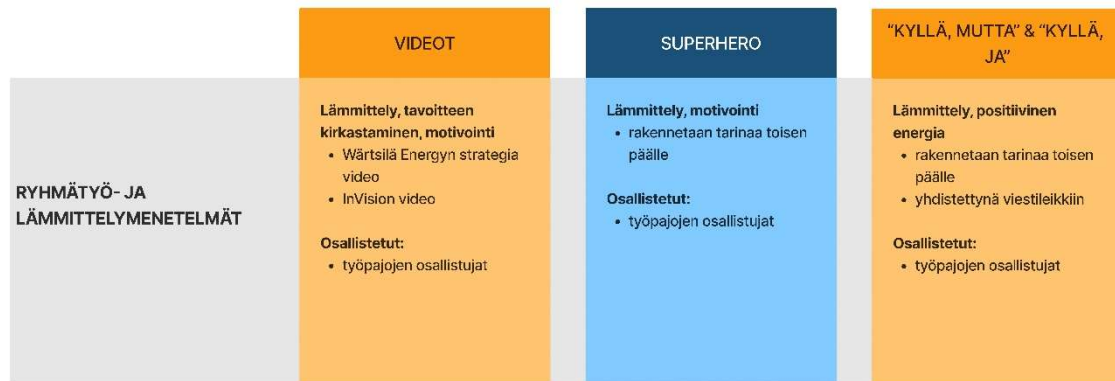 VIDEOT
SUPERHERO
“KYLLÄ, MUTTA” & “KYLLÄ,
JA”
RYHMÄTYÖ- JA
LÄMMITTELYMENETELMÄT
Lämmittely, tavoitteen
kirkastaminen, motivointi
• Wärtsilä Energyn strategia
video
• InVision video
Osallistetut:
• työpajojen osallistujat
Lämmittely, motivointi
• rakennetaan tarinaa toisen
päälle
Osallistetut:
• työpajojen osallistujat
Lämmittely, positiivinen
energia
• rakennetaan tarinaa toisen
päälle
• yhdistettynä viestileikkiin
Osallistetut:
• työpajojen osallistujat